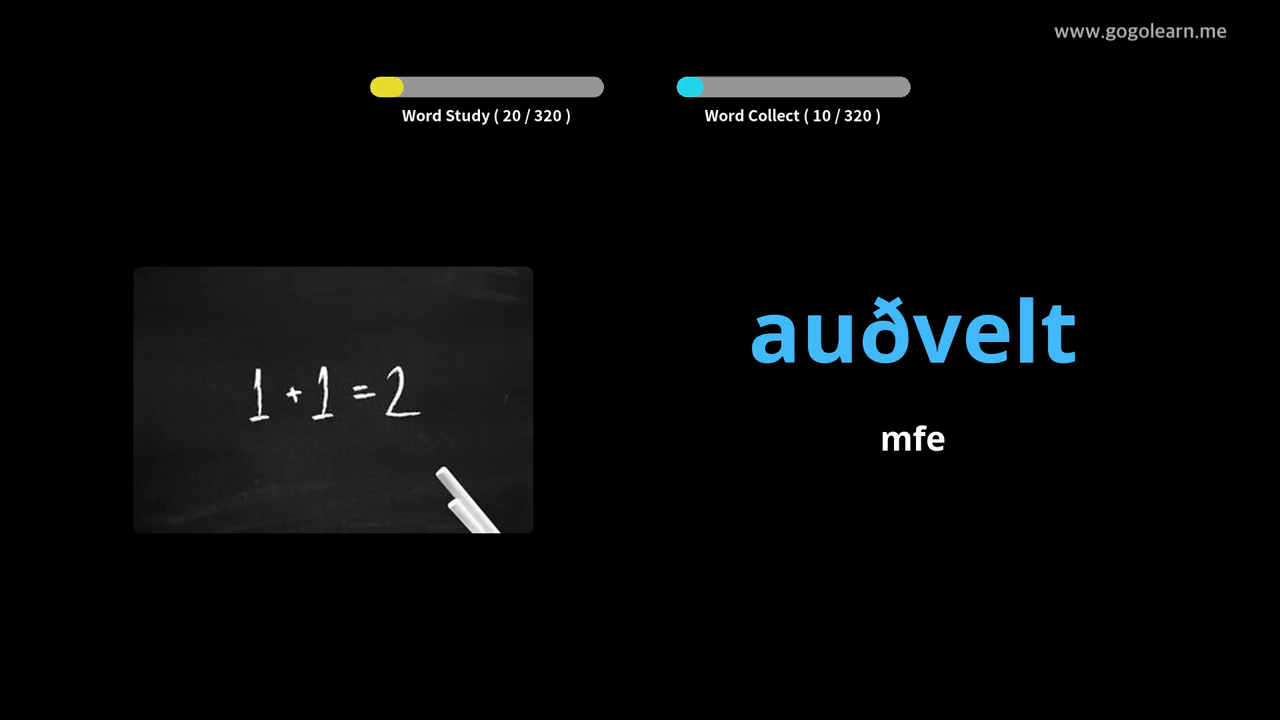 www.gogolearn.me
Word Study ( 20 / 320 )
Word Collect ( 10 / 320 )
1 + 1 = 2
auðvelt
mfe